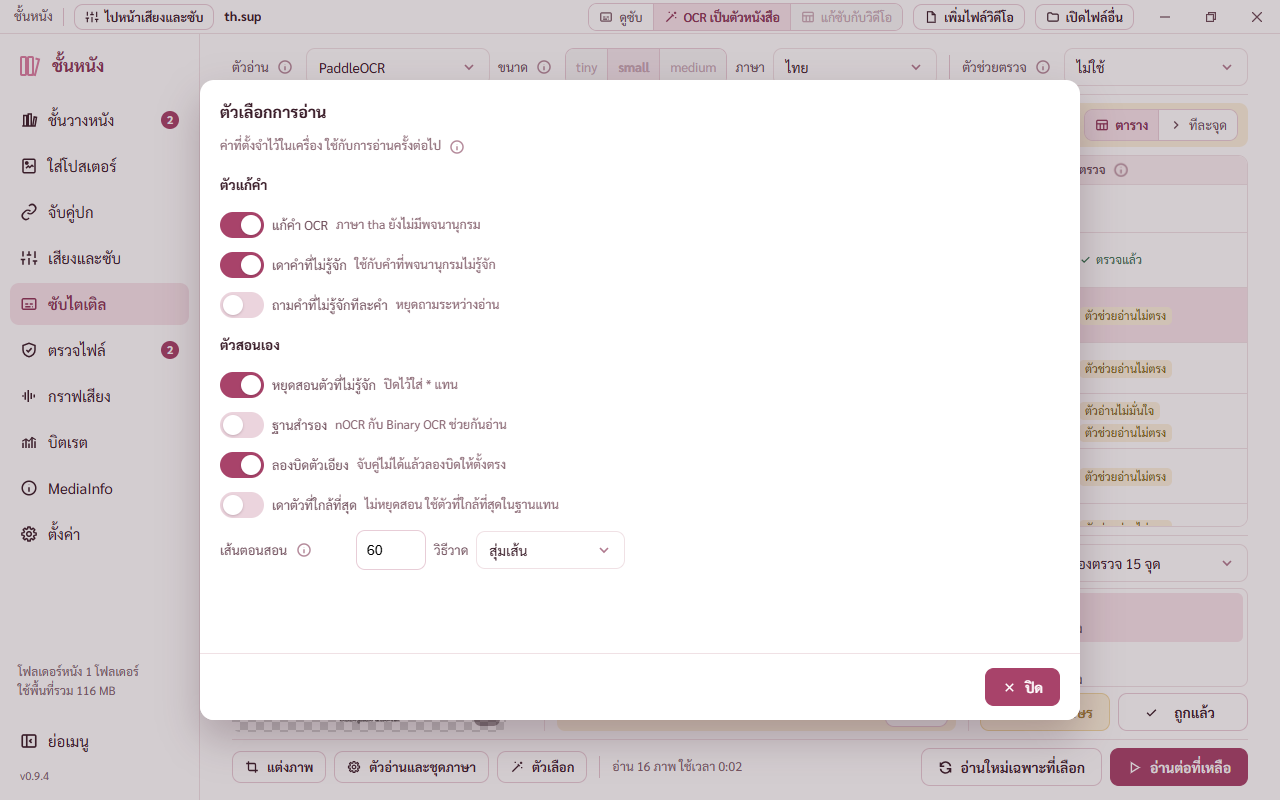 ชั้นหนัง
ไปหน้าเสียงและซับ
th.sup
ดูซับ
OCR เป็นตัวหนังสือ
แก้ซับกับวิดีโอ
เพิ่มไฟล์วิดีโอ
เปิดไฟล์อื่น
ชั้นหนัง
ตัวอ่าน
PaddleOCR
ขนาด
tiny
small
medium
ภาษา
ไทย
ตัวช่วยตรวจ
ไม่ใช้
ชั้นวางหนัง 2
ใส่โปสเตอร์
จับคู่ปก
เสียงและซับ
ซับไตเติล
ตรวจไฟล์ 2
กราฟเสียง
บิตเรต
MediaInfo
ตั้งค่า
โฟลเดอร์หนัง 1 โฟลเดอร์
ใช้พื้นที่รวม 116 MB
ย่อเมนู
v0.9.4
ตัวเลือกการอ่าน
ค่าที่ตั้งจำไว้ในเครื่อง ใช้กับการอ่านครั้งต่อไป
ตัวแก้คำ
แก้คำ OCR ภาษา tha ยังไม่มีพจนานุกรม
เดาคำที่ไม่รู้จัก ใช้กับคำที่พจนานุกรมไม่รู้จัก
ถามคำที่ไม่รู้จักทีละคำ หยุดถามระหว่างอ่าน
ตัวสอนเอง
หยุดสอนตัวที่ไม่รู้จัก ปิดไว้ใส่ * แทน
ฐานสำรอง nOCR กับ Binary OCR ช่วยกันอ่าน
ลองบิดตัวเอียง จับคู่ไม่ได้แล้วลองบิดให้ตั้งตรง
เดาตัวที่ใกล้ที่สุด ไม่หยุดสอน ใช้ตัวที่ใกล้ที่สุดในฐานแทน
เส้นตอนสอน 60 วิธีวาด สุ่มเส้น
ปิด
ตาราง
ทีละจุด
ตรวจ
ตรวจแล้ว
ตัวช่วยอ่านไม่ตรง
ตัวช่วยอ่านไม่ตรง
ตัวอ่านไม่มั่นใจ
ตัวช่วยอ่านไม่ตรง
ตัวช่วยอ่านไม่ตรง
องตรวจ 15 จุด
ถูกแล้ว
แต่งภาพ
ตัวอ่านและชุดภาษา
ตัวเลือก
อ่าน 16 ภาพ ใช้เวลา 0:02
อ่านใหม่เฉพาะที่เลือก
อ่านต่อที่เหลือ